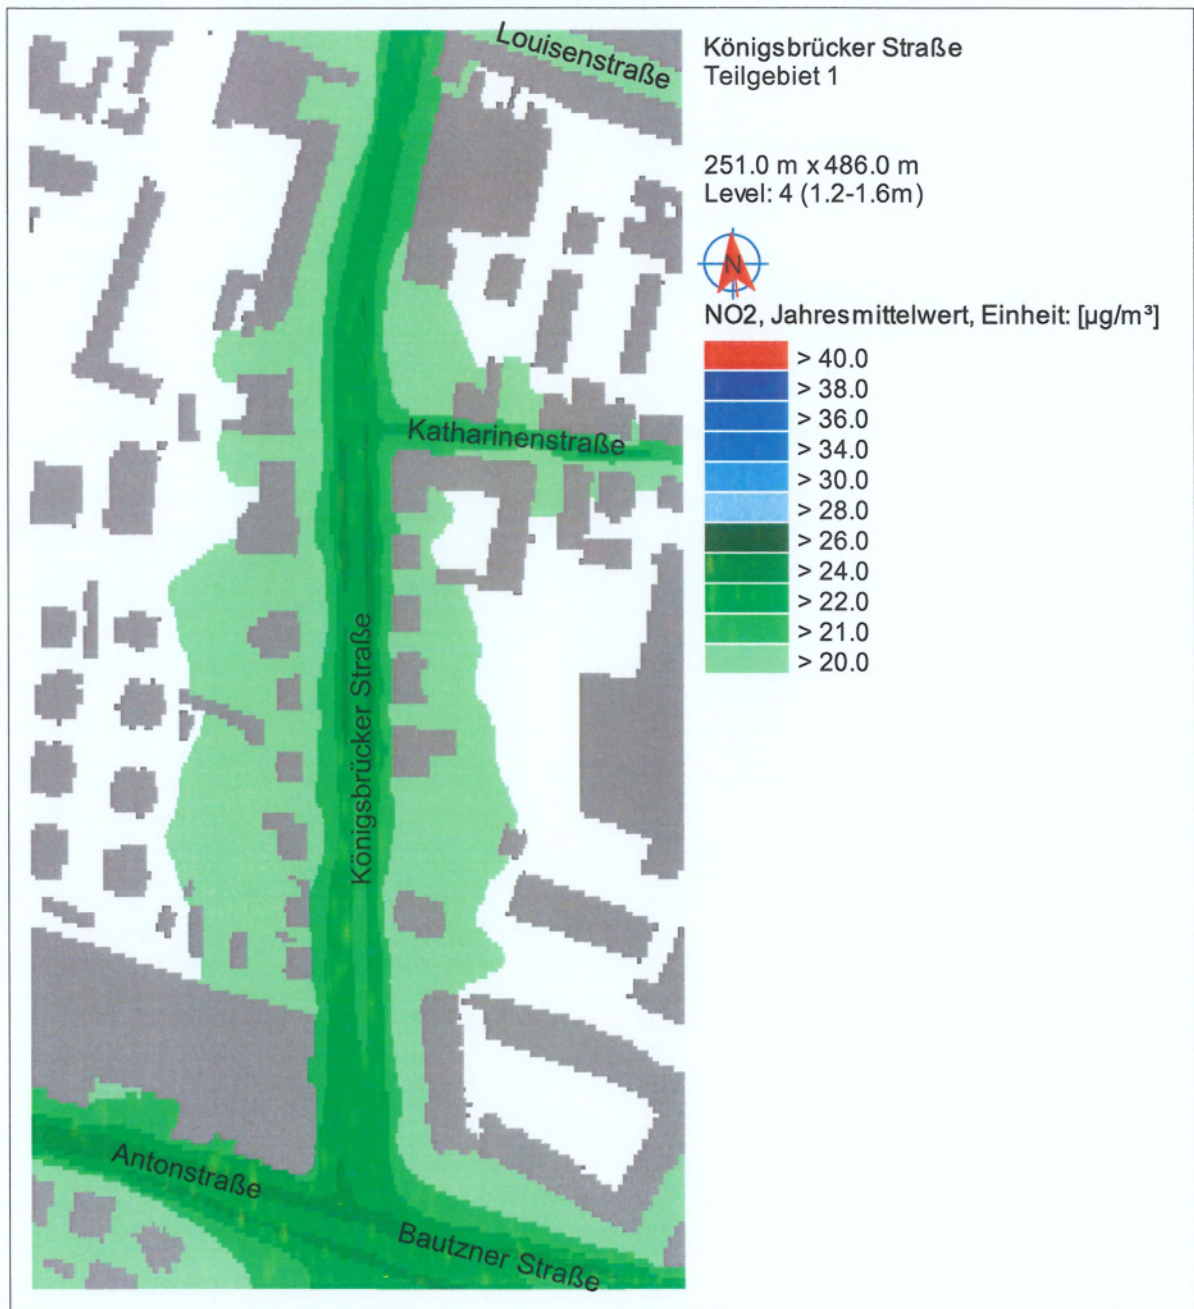 Louisenstraße
Königsbrücker Straße
Teilgebiet 1
251.0 m x 486.0 m
Level: 4 (1.2-1.6m)
N
NO2, Jahresmittelwert, Einheit: [µg/m³]
> 40.0
> 38.0
> 36.0
> 34.0
> 30.0
> 28.0
> 26.0
> 24.0
> 22.0
> 21.0
> 20.0
Katharinenstraße
Königsbrücker Straße
Antonstraße
Bautzner Straße